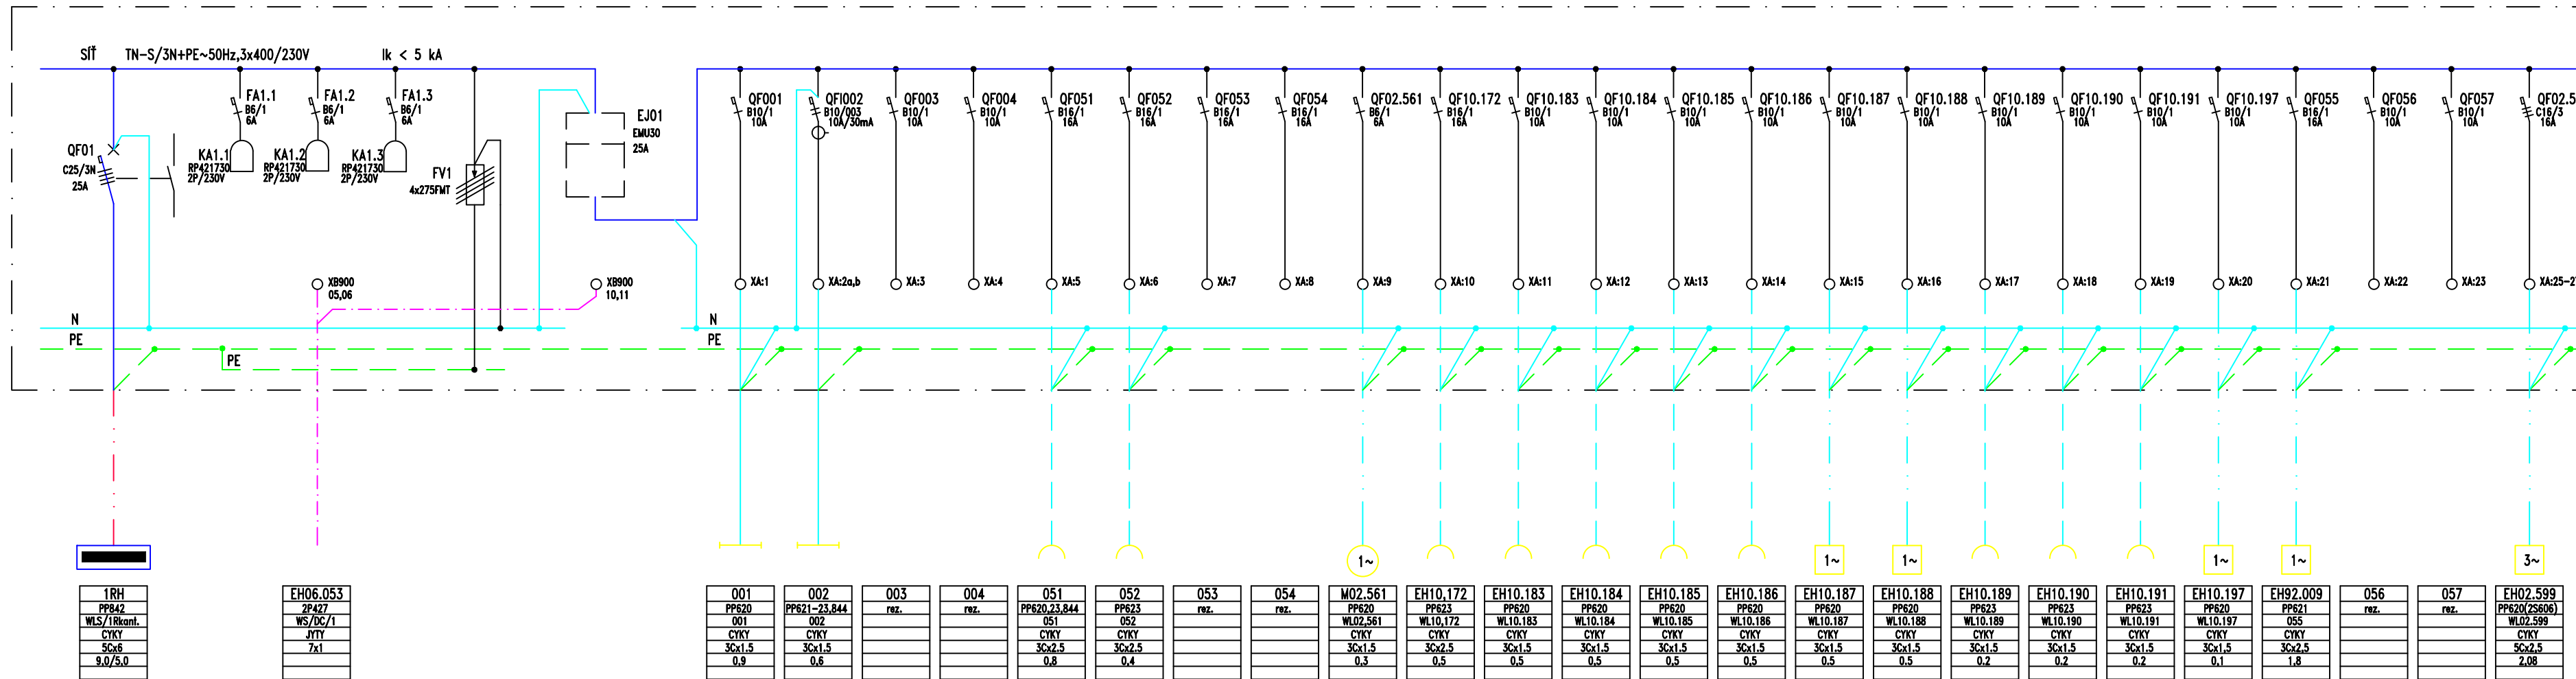 SÍŤ TN-S/3N+PE~50Hz,3x400/230V Ik < 5 kA
QF01
C25/3N
25A
FA1.1
B6/1
6A
KA1.1
RP421730
2P/230V
FA1.2
B6/1
6A
KA1.2
RP421730
2P/230V
FA1.3
B6/1
6A
KA1.3
RP421730
2P/230V
FV1
4x275FMT
EJ01
EMU30
25A
QF001
B10/1
10A
QFI002
B10/003
10A/30mA
QF003
B10/1
10A
QF004
B10/1
10A
QF051
B16/1
16A
QF052
B16/1
16A
QF053
B16/1
16A
QF054
B16/1
16A
QF02.561
B6/1
6A
QF10.172
B10/1
10A
QF10.183
B10/1
10A
QF10.184
B10/1
10A
QF10.185
B10/1
10A
QF10.186
B10/1
10A
QF10.187
B10/1
10A
QF10.188
B10/1
10A
QF10.189
B10/1
10A
QF10.190
B10/1
10A
QF10.191
B10/1
10A
QF10.197
B10/1
10A
QF055
B16/1
16A
QF056
B10/1
10A
QF057
B10/1
10A
QF02.5
C16/3
16A
XB900
05,06
XB900
10,11
XA:1 XA:2a,b XA:3 XA:4 XA:5 XA:6 XA:7 XA:8 XA:9 XA:10 XA:11 XA:12 XA:13 XA:14 XA:15 XA:16 XA:17 XA:18 XA:19 XA:20 XA:21 XA:22 XA:23 XA:25-2
N N
PE PE
PE
1~ 1~ 1~ 1~ 1~ 3~
1RH
PP842
WLS/1Rkant.
CYKY
5Cx6
9,0/5,0
EH06.053
2P427
WS/DC/1
JYTY
7x1
001
PP620
001
CYKY
3Cx1.5
0,9
002
PP621-23,844
002
CYKY
3Cx1.5
0,6
003
rez.
004
rez.
051
PP620,23,844
051
CYKY
3Cx2.5
0,8
052
PP623
052
CYKY
3Cx2.5
0,4
053
rez.
054
rez.
M02.561
PP620
WL02,561
CYKY
3Cx1.5
0.3
EH10,172
PP623
WL10,172
CYKY
3Cx2.5
0,5
EH10.183
PP620
WL10.183
CYKY
3Cx1.5
0,5
EH10.184
PP620
WL10.184
CYKY
3Cx1.5
0,5
EH10.185
PP620
WL10.185
CYKY
3Cx1.5
0,5
EH10.186
PP620
WL10.186
CYKY
3Cx1.5
0,5
EH10.187
PP620
WL10.187
CYKY
3Cx1.5
0.5
EH10.188
PP620
WL10.188
CYKY
3Cx1.5
0.5
EH10.189
PP623
WL10.189
CYKY
3Cx1.5
0.2
EH10.190
PP623
WL10.190
CYKY
3Cx1.5
0.2
EH10.191
PP623
WL10.191
CYKY
3Cx1.5
0.2
EH10.197
PP620
WL10.197
CYKY
3Cx1,5
0,1
EH92.009
PP621
055
CYKY
3Cx2,5
1,8
056
rez.
057
rez.
EH02.599
PP620(2S606)
WL02.599
CYKY
5Cx2,5
2,08